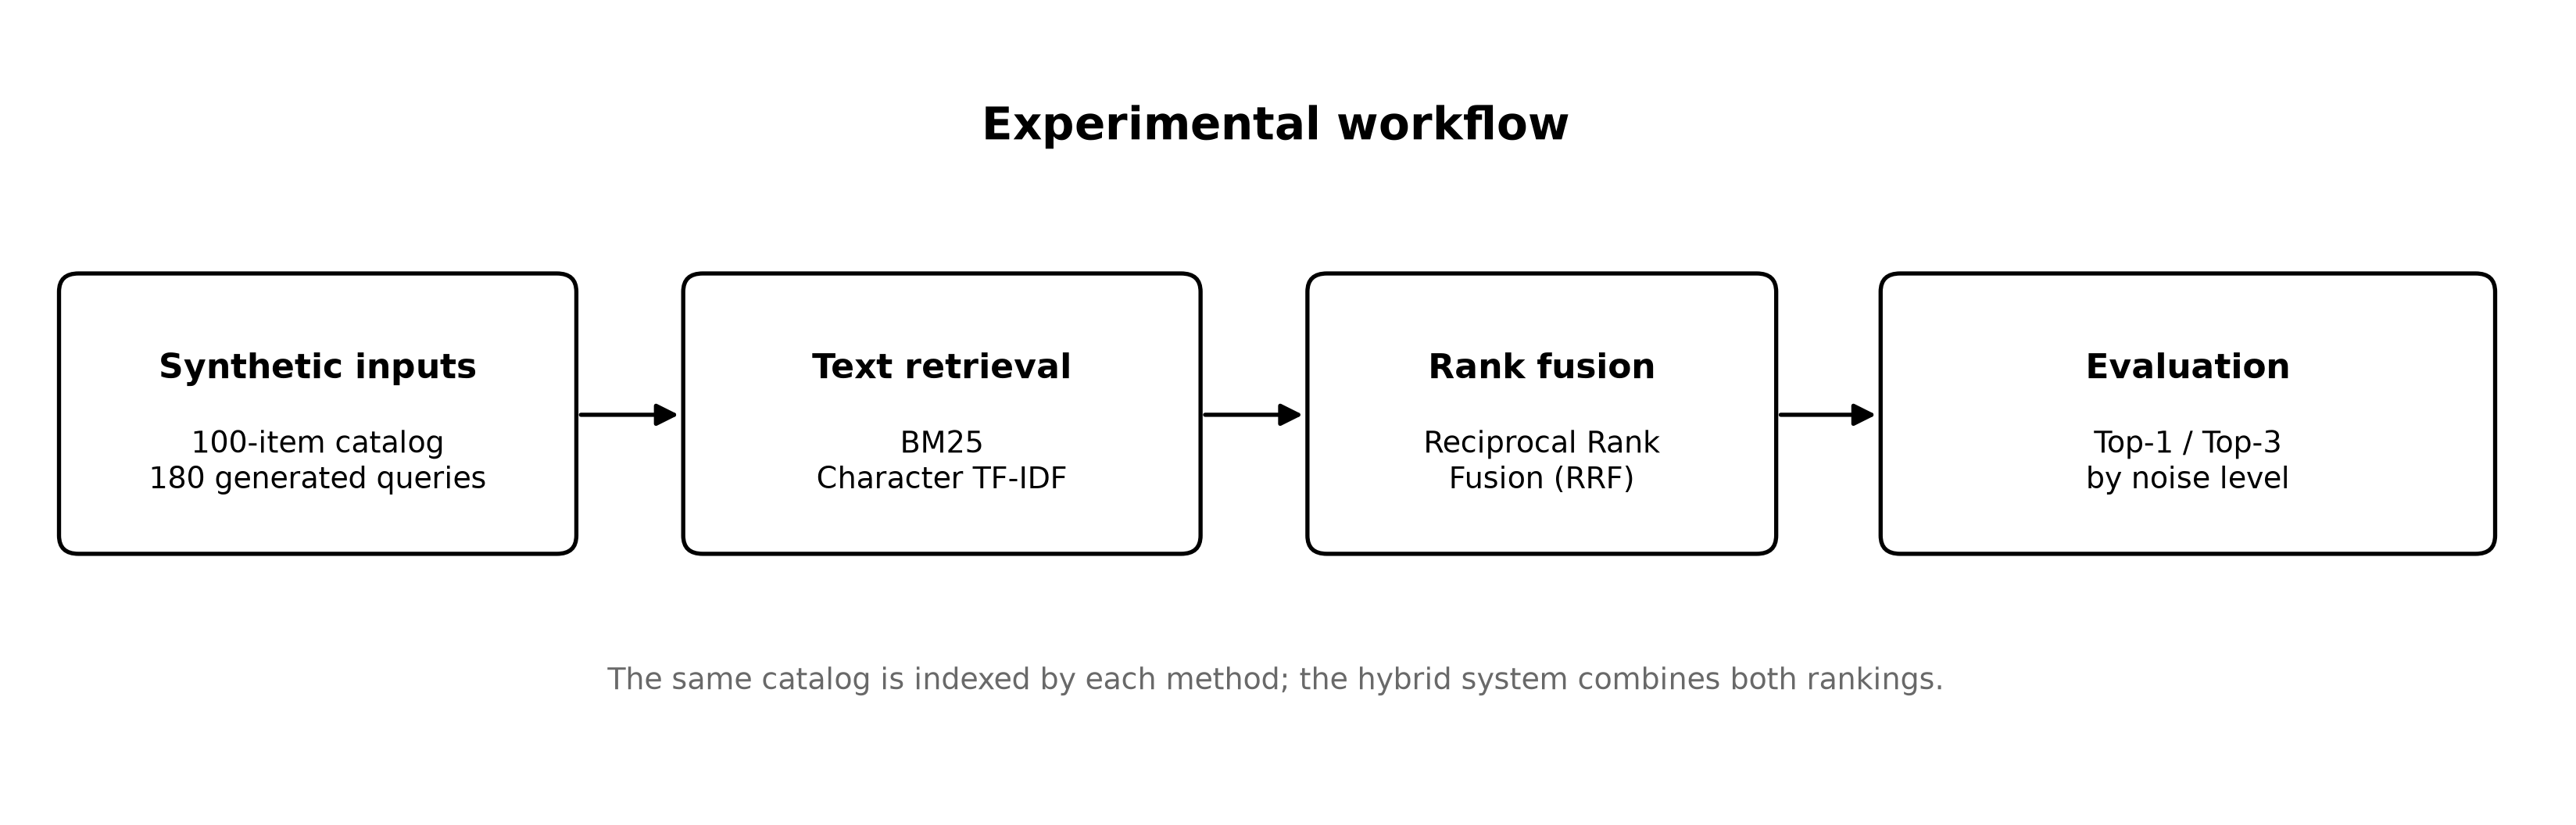 Experimental workflow
Synthetic inputs
100-item catalog
180 generated queries
Text retrieval
BM25
Character TF-IDF
Rank fusion
Reciprocal Rank
Fusion (RRF)
Evaluation
Top-1 / Top-3
by noise level
The same catalog is indexed by each method; the hybrid system combines both rankings.